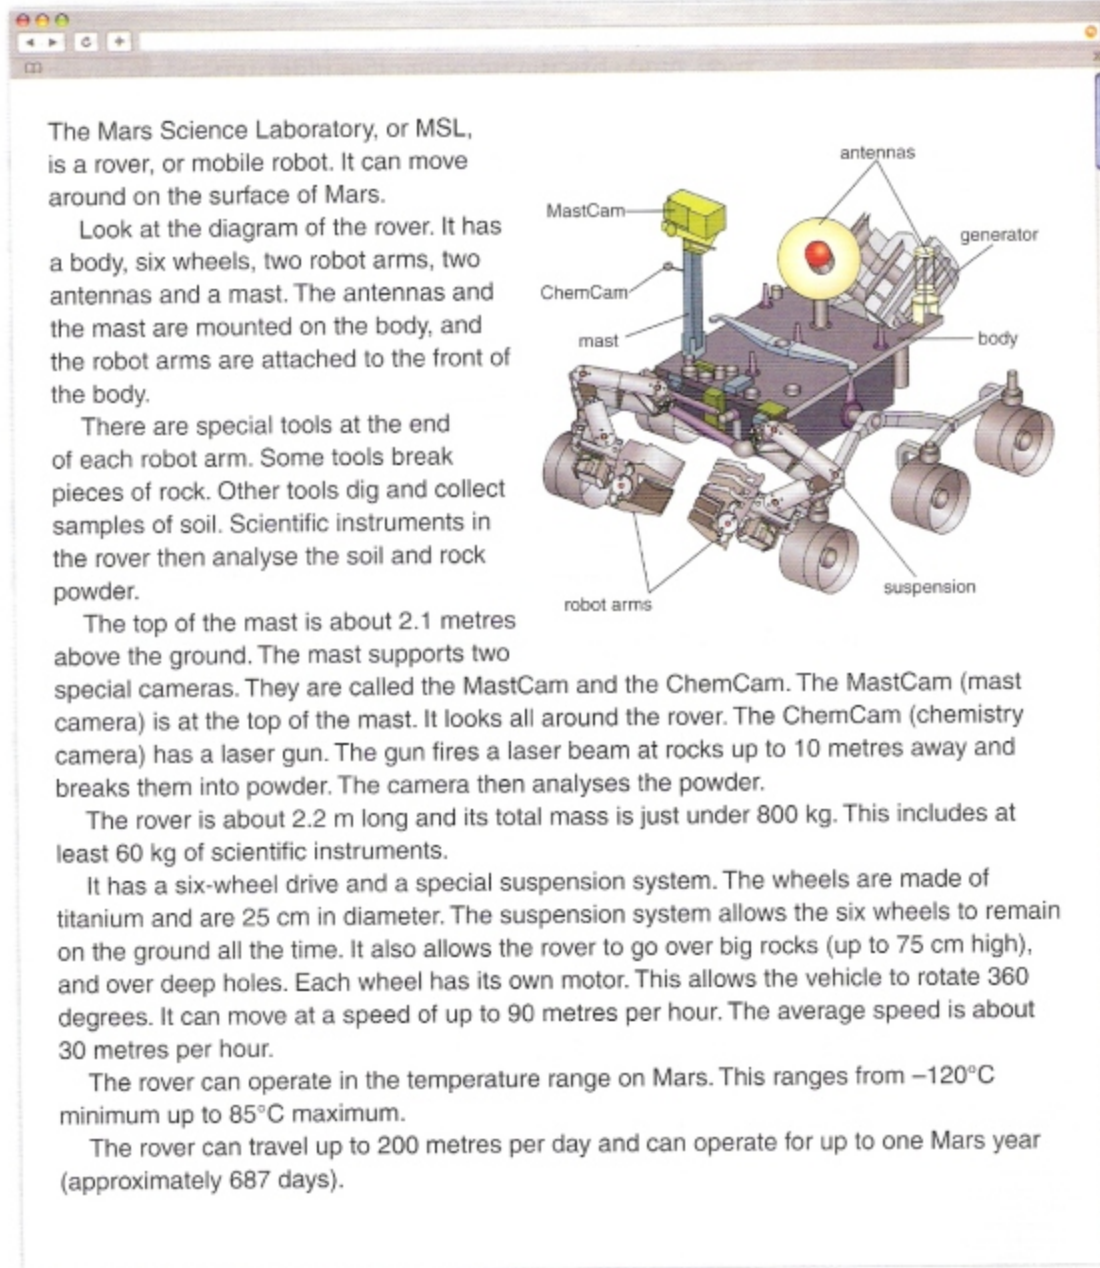 The Mars Science Laboratory, or MSL,
is a rover, or mobile robot. It can move
around on the surface of Mars.
Look at the diagram of the rover. It has
a body, six wheels, two robot arms, two
antennas and a mast. The antennas and
the mast are mounted on the body, and
the robot arms are attached to the front of
the body.
There are special tools at the end
of each robot arm. Some tools break
pieces of rock. Other tools dig and collect
samples of soil. Scientific instruments in
the rover then analyse the soil and rock
powder.
The top of the mast is about 2.1 metres
above the ground. The mast supports two
special cameras. They are called the MastCam and the ChemCam. The MastCam (mast
camera) is at the top of the mast. It looks all around the rover. The ChemCam (chemistry
camera) has a laser gun. The gun fires a laser beam at rocks up to 10 metres away and
breaks them into powder. The camera then analyses the powder.
The rover is about 2.2 m long and its total mass is just under 800 kg. This includes at
least 60 kg of scientific instruments.
It has a six-wheel drive and a special suspension system. The wheels are made of
titanium and are 25 cm in diameter. The suspension system allows the six wheels to remain
on the ground all the time. It also allows the rover to go over big rocks (up to 75 cm high),
and over deep holes. Each wheel has its own motor. This allows the vehicle to rotate 360
degrees. It can move at a speed of up to 90 metres per hour. The average speed is about
30 metres per hour.
The rover can operate in the temperature range on Mars. This ranges from –120°C
minimum up to 85°C maximum.
The rover can travel up to 200 metres per day and can operate for up to one Mars year
(approximately 687 days).
antennas
MastCam
generator
ChemCam
mast
body
suspension
robot arms